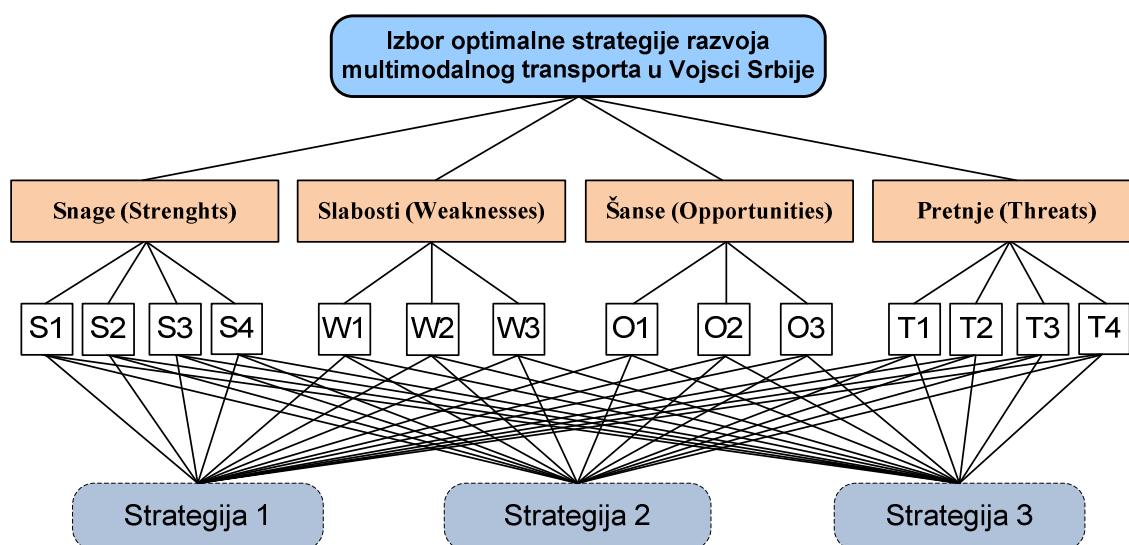 Izbor optimalne strategije razvoja
multimodalnog transporta u Vojsci Srbije
Snage (Strenghts)
Slabosti (Weaknesses)
Šanse (Opportunities)
Pretnje (Threats)
S1
S2
S3
S4
W1
W2
W3
O1
O2
O3
T1
T2
T3
T4
Strategija 1
Strategija 2
Strategija 3